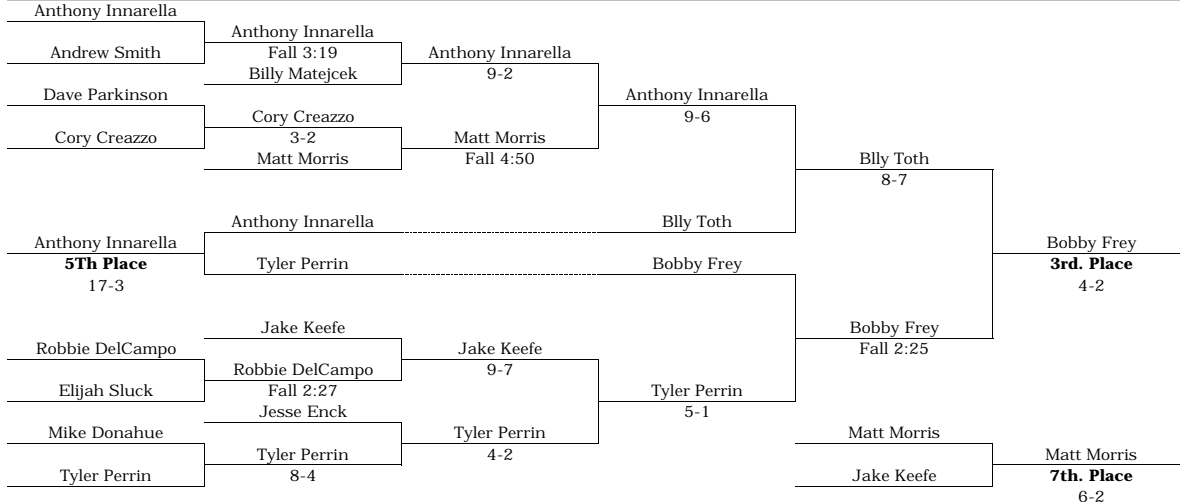 Anthony Innarella
Anthony Innarella
Andrew Smith
Fall 3:19
Anthony Innarella
Billy Matejcek
9-2
Dave Parkinson
Anthony Innarella
Cory Creazzo
9-6
Cory Creazzo
3-2
Matt Morris
Matt Morris
Fall 4:50
Blly Toth
8-7
Anthony Innarella
Blly Toth
Anthony Innarella
Bobby Frey
5Th Place
Tyler Perrin
Bobby Frey
3rd. Place
17-3
4-2
Jake Keefe
Bobby Frey
Robbie DelCampo
Jake Keefe
Fall 2:25
Robbie DelCampo
9-7
Elijah Sluck
Fall 2:27
Tyler Perrin
Jesse Enck
5-1
Mike Donahue
Tyler Perrin
Matt Morris
Tyler Perrin
4-2
Matt Morris
Tyler Perrin
8-4
Jake Keefe
7th. Place
6-2